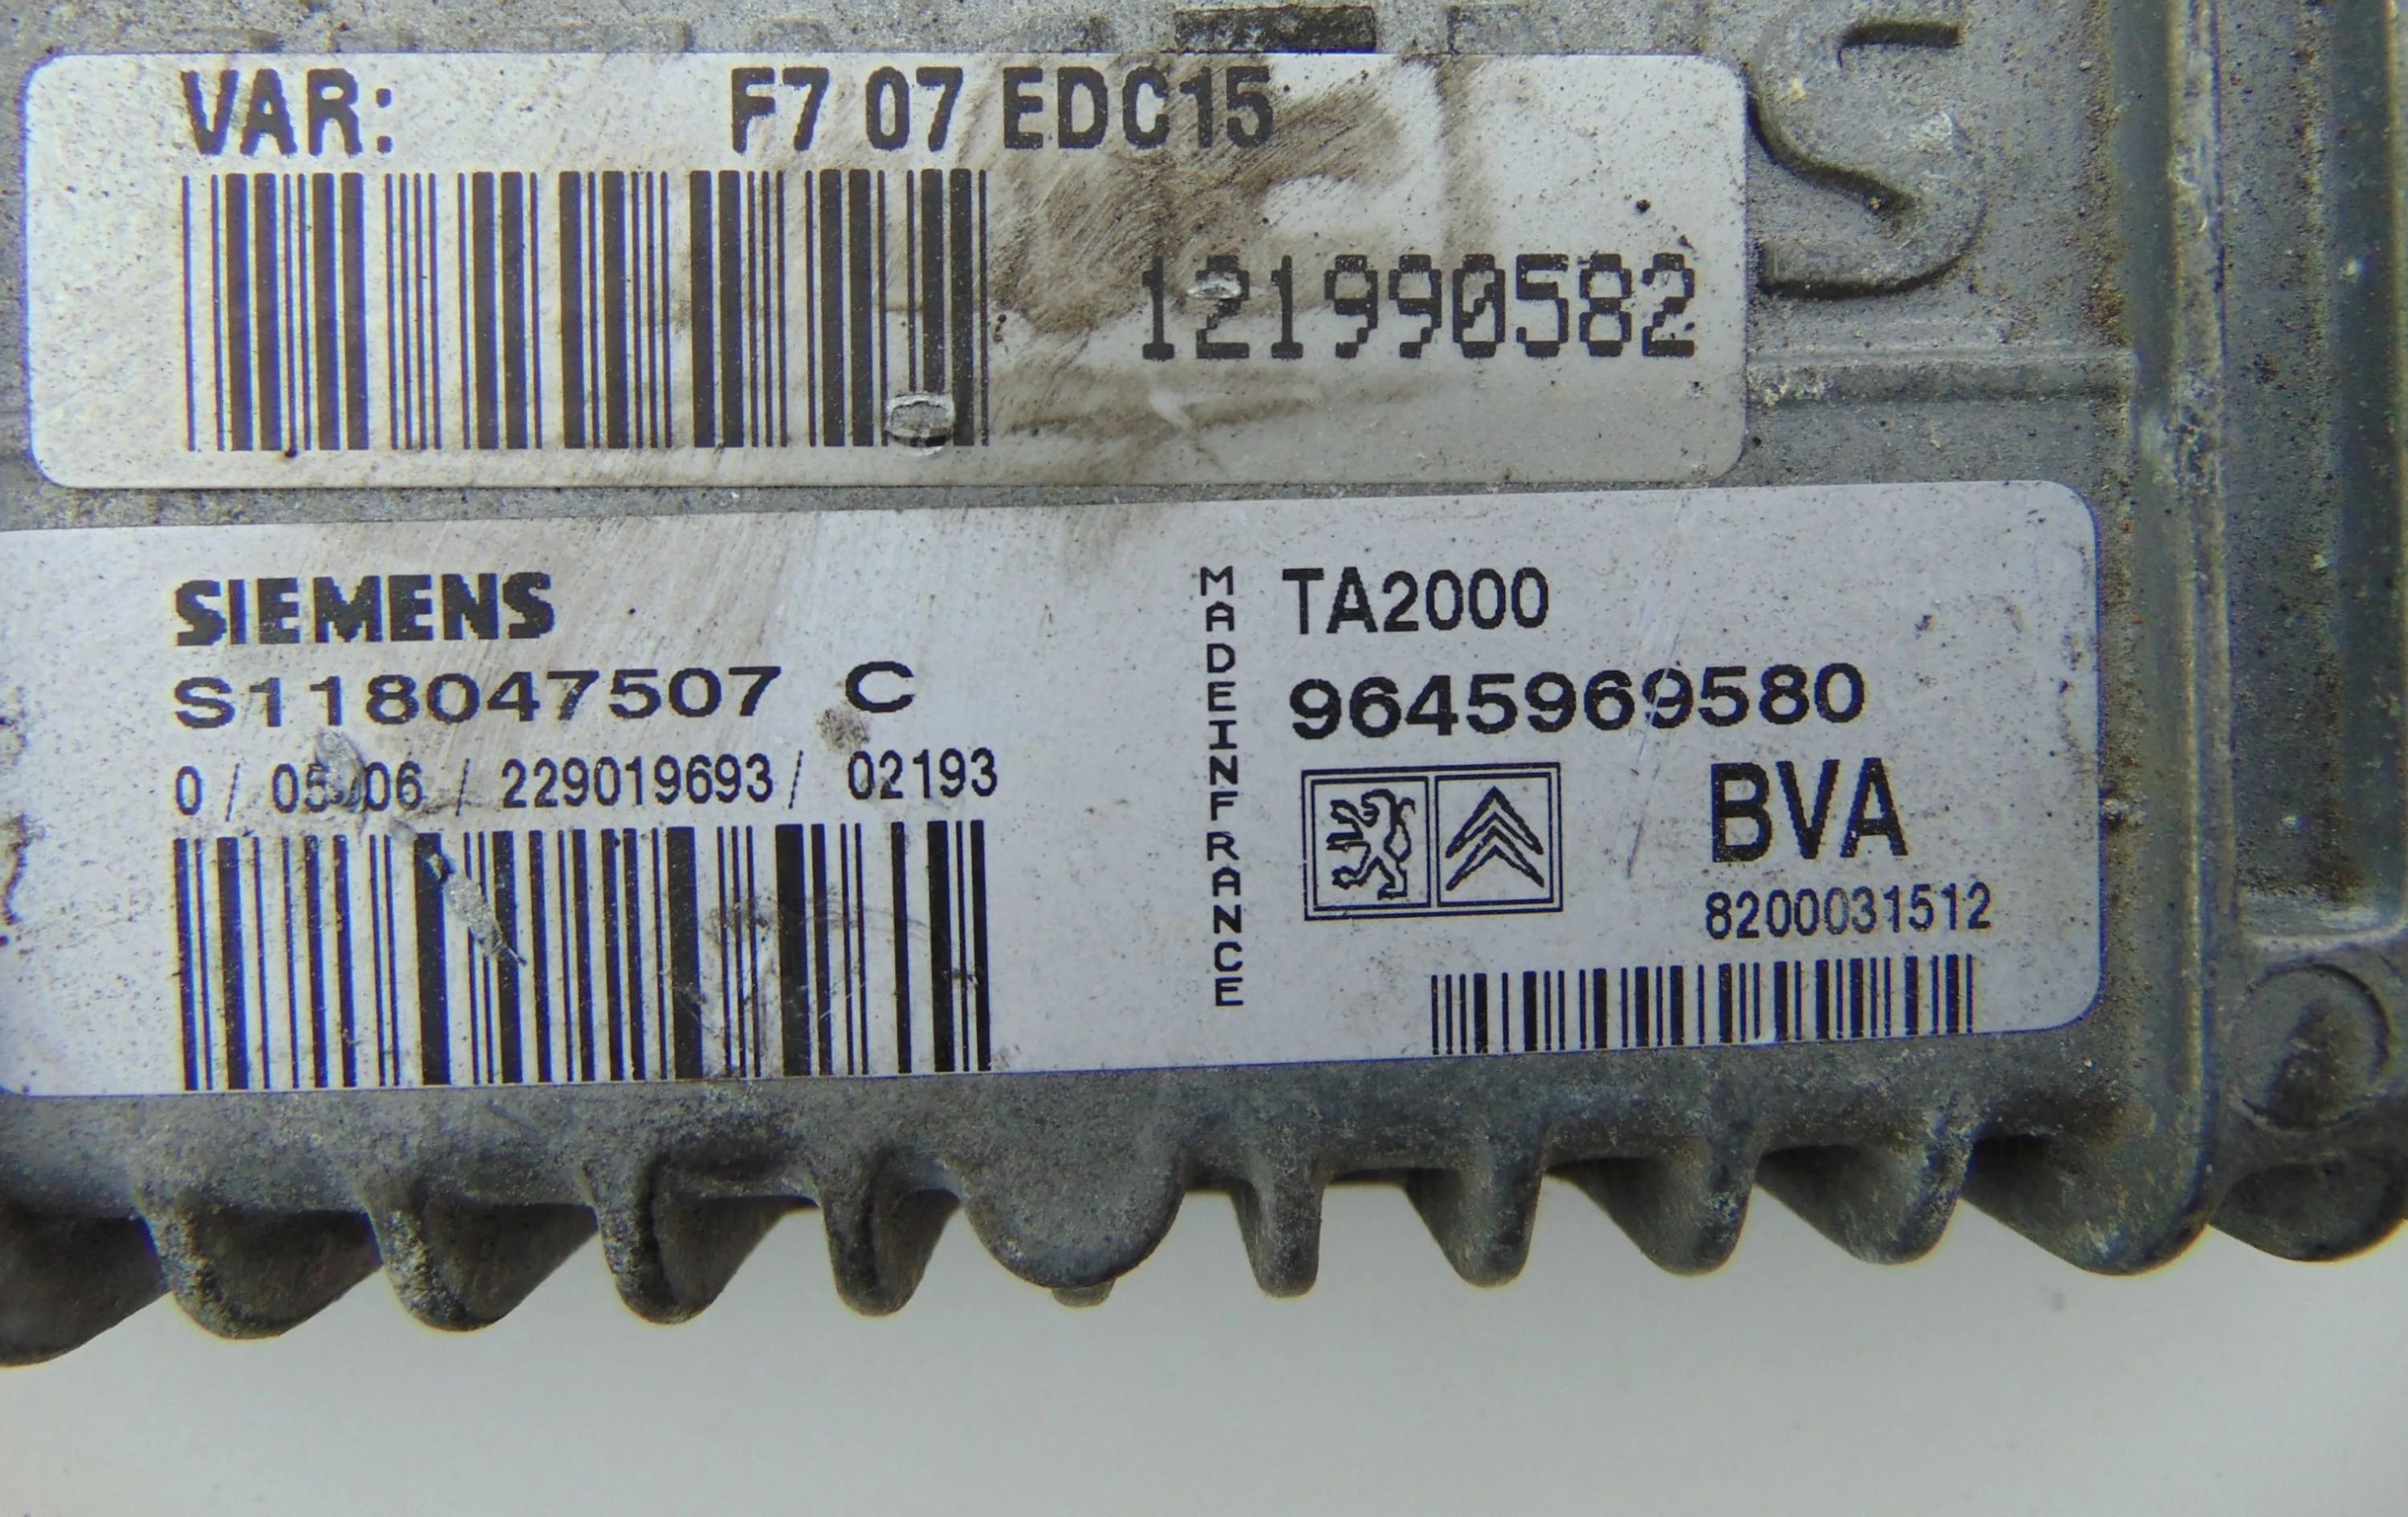 VAR: F7 07 EDC15
121990582
SIEMENS
S118047507 C
0 / 05 / 06 / 229019693 / 02193
MADEINFRANCE
TA2000
9645969580
BVA
8200031512
S